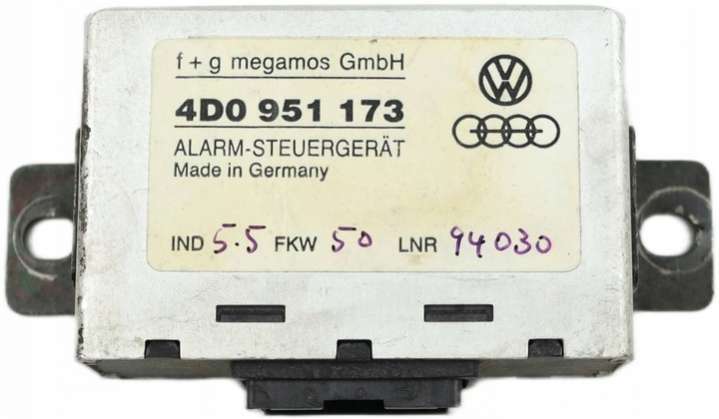 f + g megamos GmbH
4D0 951 173
ALARM-STEUERGERÄT
Made in Germany
IND 5.5 FKW 50 LNR 94030